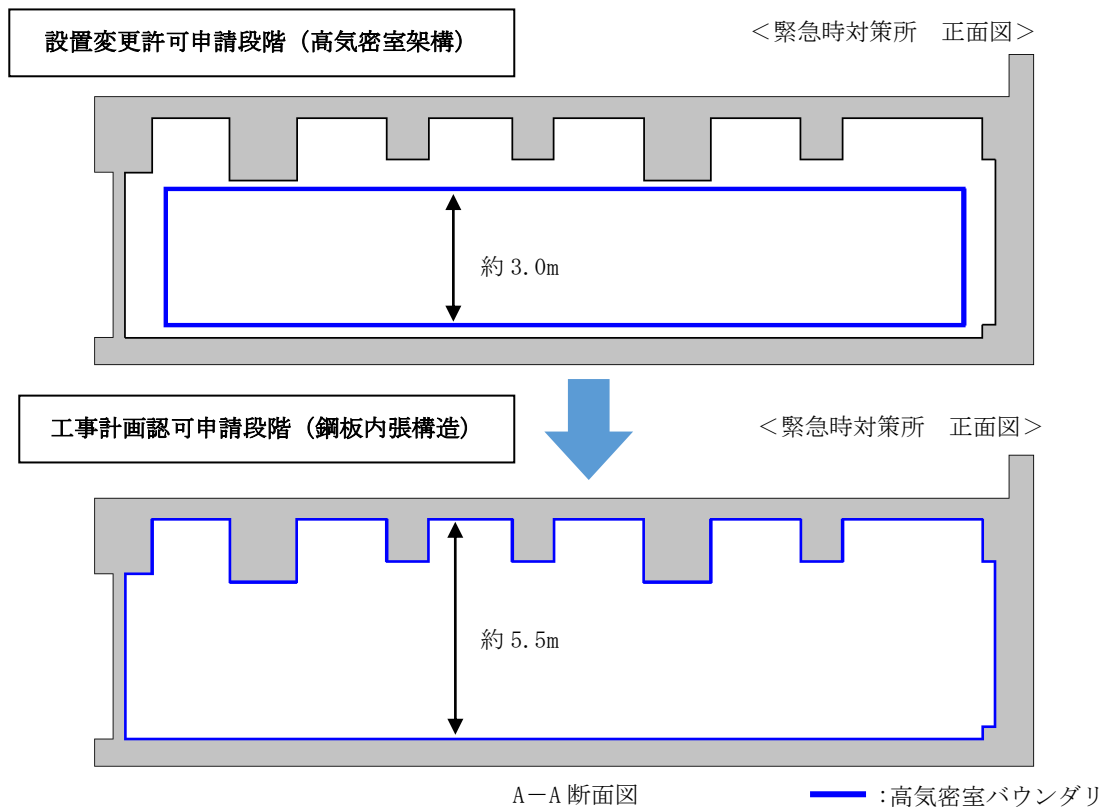 設置変更許可申請段階（高気密室架構）
＜緊急時対策所　正面図＞
約 3.0m
工事計画認可申請段階（鋼板内張構造）
＜緊急時対策所　正面図＞
約 5.5m
A－A 断面図
：高気密室バウンダリ